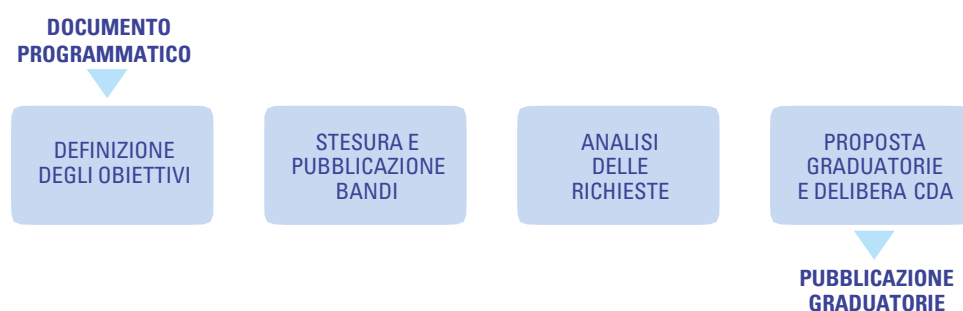 DOCUMENTO
PROGRAMMATICO
DEFINIZIONE
DEGLI OBIETTIVI
STESURA E
PUBBLICAZIONE
BANDI
ANALISI
DELLE
RICHIESTE
PROPOSTA
GRADUATORIE
E DELIBERA CDA
PUBBLICAZIONE
GRADUATORIE